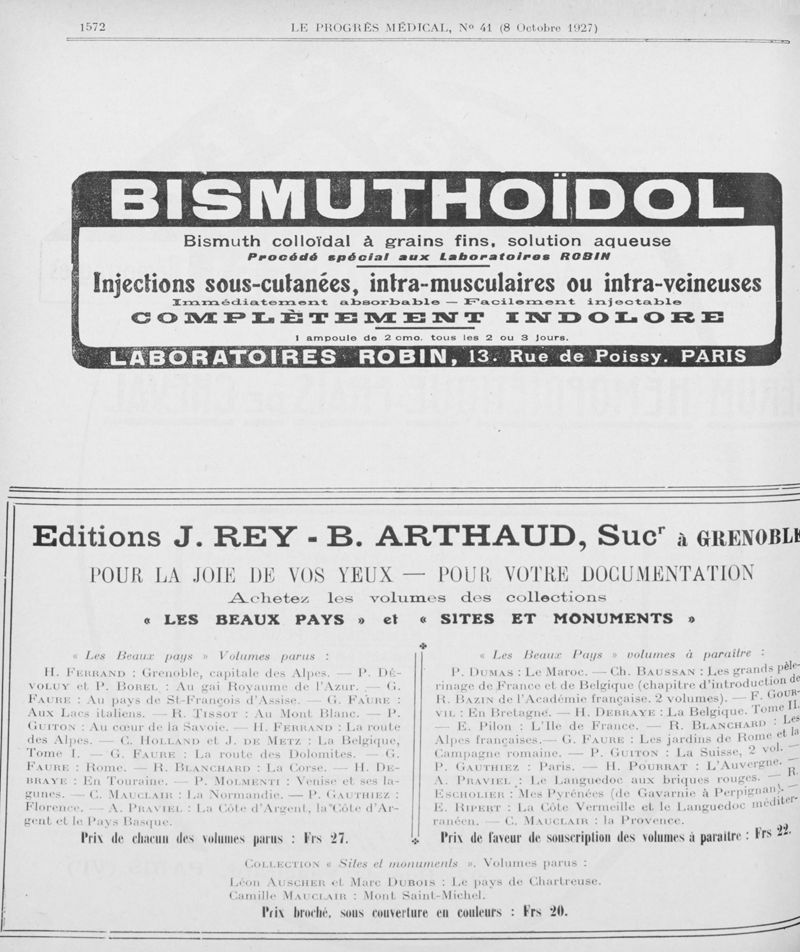 1572
LE PROGRÈS MÉDICAL, No 41 (8 Octobre 1927)
BISMUTHOÏDOL
Bismuth colloïdal à grains fins, solution aqueuse
Procédé spécial aux Laboratoires ROBIN
Injections sous-cutanées, intra-musculaires ou intra-veineuses
Immédiatement absorbable — Facilement injectable
COMPLÈTEMENT INDOLORE
1 ampoule de 2 cmc. tous les 2 ou 3 jours.
LABORATOIRES ROBIN, 13. Rue de Poissy. PARIS
Editions J. REY - B. ARTHAUD, Sucr à GRENOBLE
POUR LA JOIE DE VOS YEUX — POUR VOTRE DOCUMENTATION
Achetez les volumes des collections
« LES BEAUX PAYS » et « SITES ET MONUMENTS »
« Les Beaux pays » Volumes parus :
H. FERRAND : Grenoble, capitale des Alpes. — P. DÉ-
VOLUY et P. BOREL : Au gai Royaume de l'Azur. — G.
FAURE : Au pays de St-François d'Assise. — G. FAURE :
Aux Lacs italiens. — R. TISSOT : Au Mont Blanc. — P.
GUITON : Au cœur de la Savoie. — H. FERRAND : La route
des Alpes. — C. HOLLAND et J. DE METZ : La Belgique,
Tome I. — G. FAURE : La route des Dolomites. — G.
FAURE : Rome. — R. BLANCHARD : La Corse. — H. DE-
BRAYE : En Touraine. — P. MOLMENTI : Venise et ses la-
gunes. — C. MAUCLAIR : La Normandie. — P. GAUTHIEZ :
Florence. — A. PRAVIEL : La Côte d'Argent, la Côte d'Ar-
gent et le Pays Basque.
Prix de chacun des volumes parus : Frs 27.
« Les Beaux Pays » volumes à paraître :
P. DUMAS : Le Maroc. — Ch. BAUSSAN : Les grands pèle-
rinage de France et de Belgique (chapitre d'introduction de
R. BAZIN de l'Académie française. 2 volumes). — F. GOUR-
VIL : En Bretagne. — H. DEBRAYE : La Belgique. Tome II.
— E. Pilon : L'Ile de France. — R. BLANCHARD : Les
Alpes françaises. — G. FAURE : Les jardins de Rome et la
Campagne romaine. — P. GUITON : La Suisse, 2 vol. —
P. GAUTHIEZ : Paris. — H. POURRAT : L'Auvergne. —
A. PRAVIEL : Le Languedoc aux briques rouges. — R.
ESCHOLIER : Mes Pyrénées (de Gavarnie à Perpignan). —
E. RIPERT : La Côte Vermeille et le Languedoc méditer-
ranéen. — C. MAUCLAIR : la Provence.
Prix de faveur de souscription des volumes à paraître : Frs 22.
COLLECTION « Sites et monuments ». Volumes parus :
Léon AUSCHER et Marc DUBOIS : Le pays de Chartreuse.
Camille MAUCLAIR : Mont Saint-Michel.
Prix broché, sous couverture en couleurs : Frs 20.